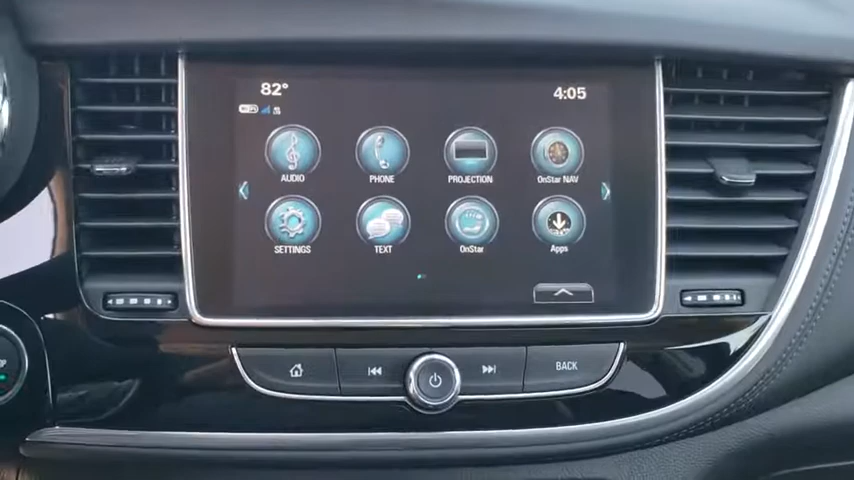 82° 4:05
AUDIO PHONE PROJECTION OnStar NAV
SETTINGS TEXT OnStar Apps
BACK